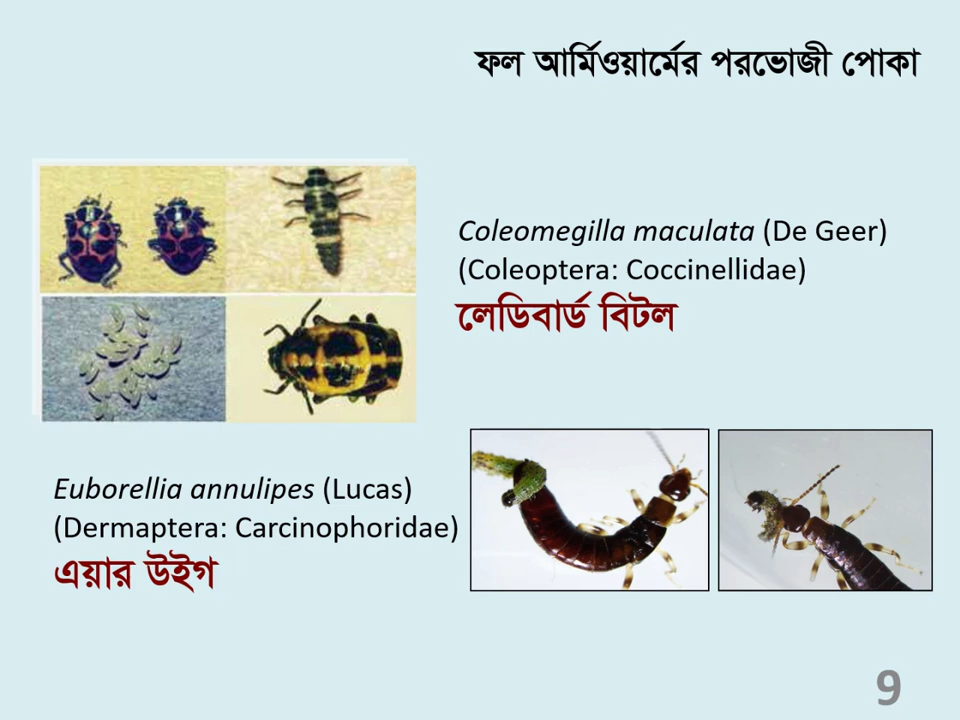 ফল আর্মিওয়ার্মের পরভোজী পোকা
Coleomegilla maculata (De Geer)
(Coleoptera: Coccinellidae)
লেডিবার্ড বিটল
Euborellia annulipes (Lucas)
(Dermaptera: Carcinophoridae)
এয়ার উইগ
9